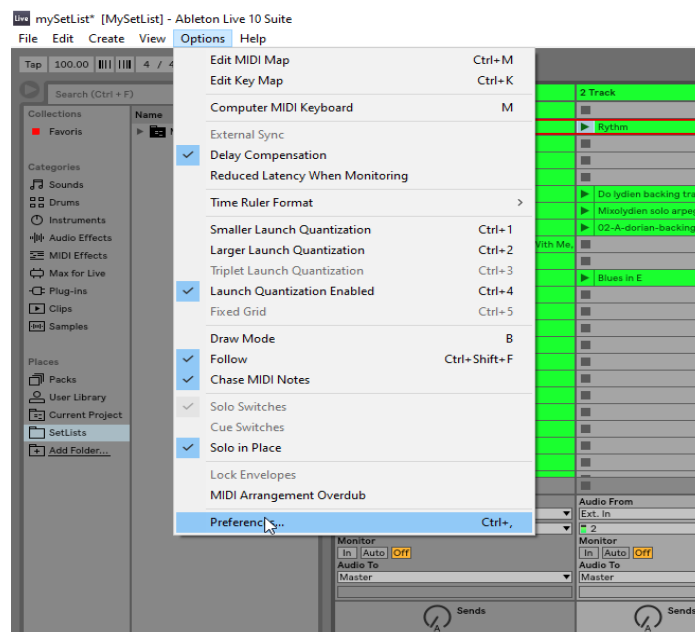 Live mySetList* [MySetList] - Ableton Live 10 Suite
File Edit Create View Options Help
Tap 100.00 4 / 4
Search (Ctrl + F)
Collections
Favoris
Categories
Sounds
Drums
Instruments
Audio Effects
MIDI Effects
Max for Live
Plug-ins
Clips
Samples
Places
Packs
User Library
Current Project
SetLists
Add Folder...
Name
Edit MIDI Map Ctrl+M
Edit Key Map Ctrl+K
Computer MIDI Keyboard M
External Sync
Delay Compensation
Reduced Latency When Monitoring
Time Ruler Format >
Smaller Launch Quantization Ctrl+1
Larger Launch Quantization Ctrl+2
Triplet Launch Quantization Ctrl+3
Launch Quantization Enabled Ctrl+4
Fixed Grid Ctrl+5
Draw Mode B
Follow Ctrl+Shift+F
Chase MIDI Notes
Solo Switches
Cue Switches
Solo in Place
Lock Envelopes
MIDI Arrangement Overdub
Preferences... Ctrl+,
With Me,
2 Track
Rythm
Do lydien backing tra
Mixolydien solo arpeg
02-A-dorian-backing
Blues in E
Monitor
In Auto Off
Audio To
Master
Sends
A
Audio From
Ext. In
2
Monitor
In Auto Off
Audio To
Master
Sends
A